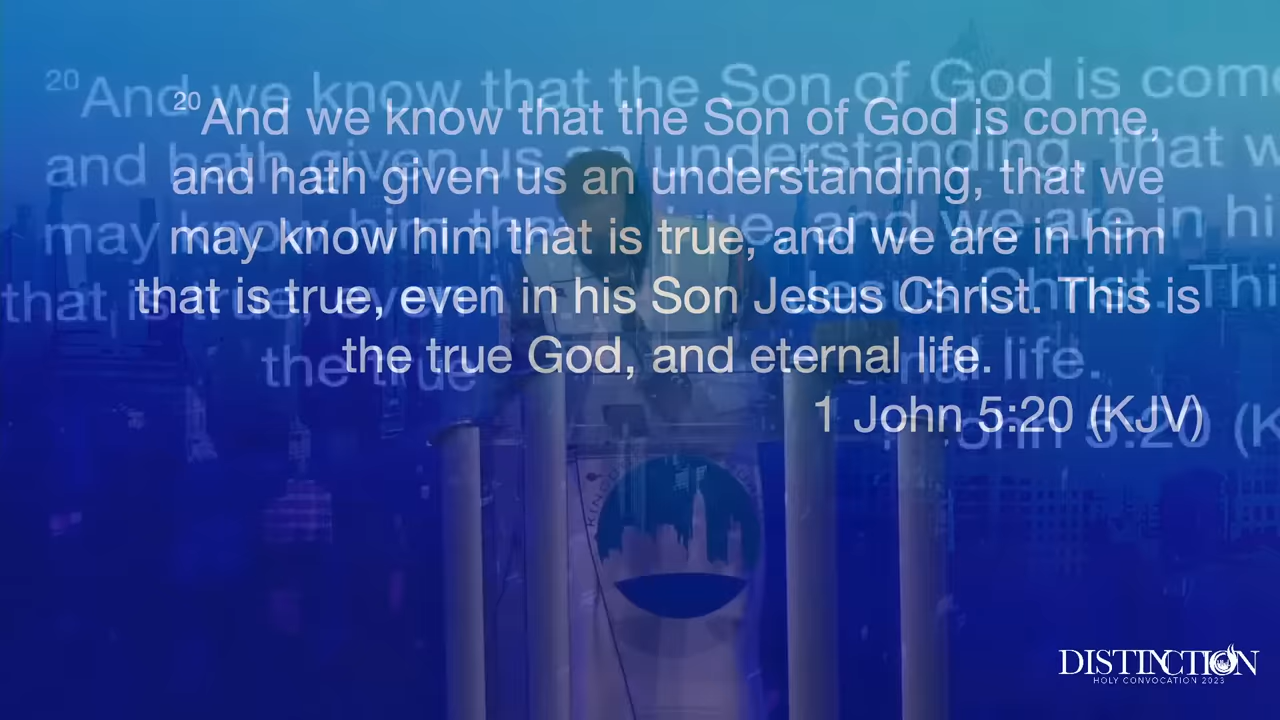 20 And we know that the Son of God is come,
and hath given us an understanding, that we
may know him that is true, and we are in him
that is true, even in his Son Jesus Christ. This is
the true God, and eternal life.
1 John 5:20 (KJV)
DISTINCTION
HOLY CONVOCATION 2023